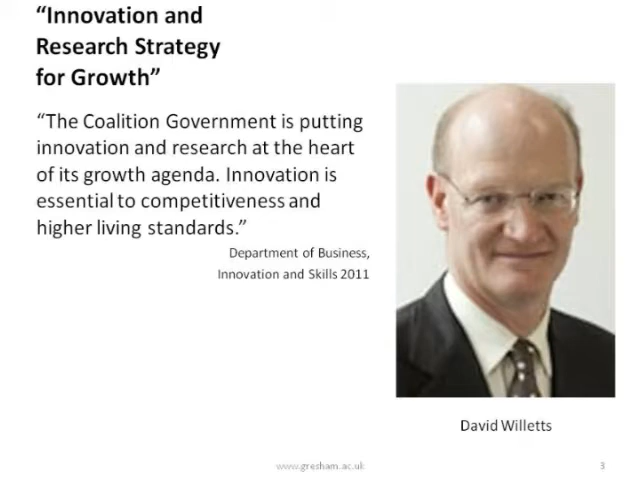 “Innovation and
Research Strategy
for Growth”
“The Coalition Government is putting
innovation and research at the heart
of its growth agenda. Innovation is
essential to competitiveness and
higher living standards.”
Department of Business,
Innovation and Skills 2011
David Willetts
www.gresham.ac.uk
3